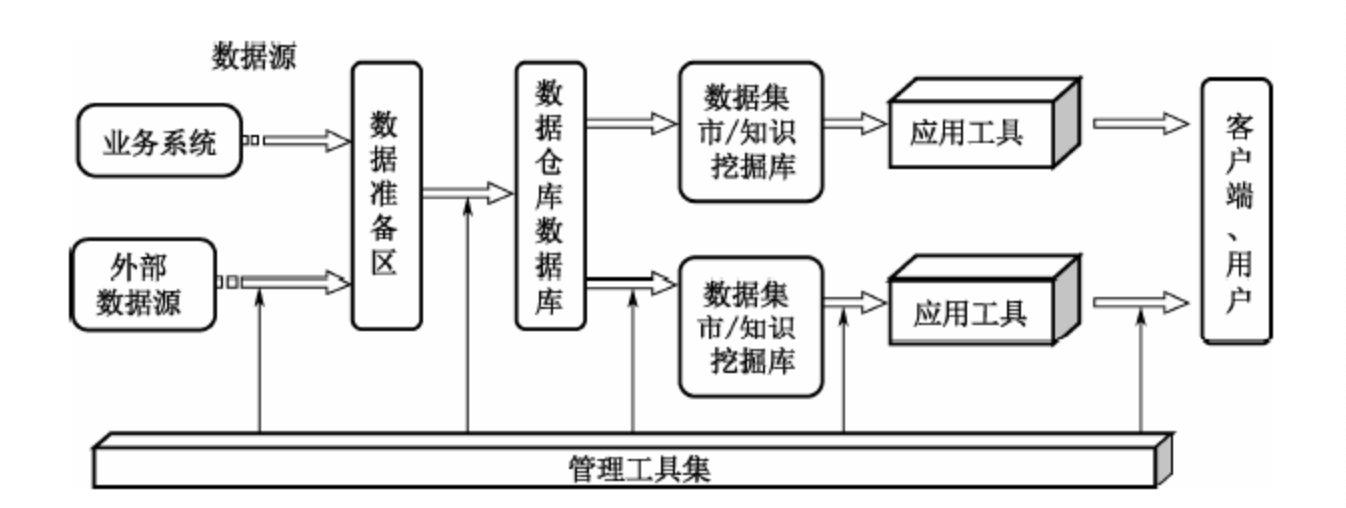 数据源
业务系统
外部
数据源
数据准备区
数据仓库数据库
数据集
市/知识
挖掘库
应用工具
数据集
市/知识
挖掘库
应用工具
客户端、用户
管理工具集